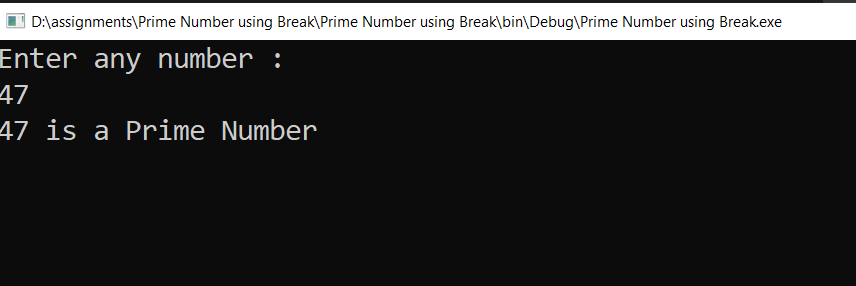 D:\assignments\Prime Number using Break\Prime Number using Break\bin\Debug\Prime Number using Break.exe
Enter any number :
47
47 is a Prime Number